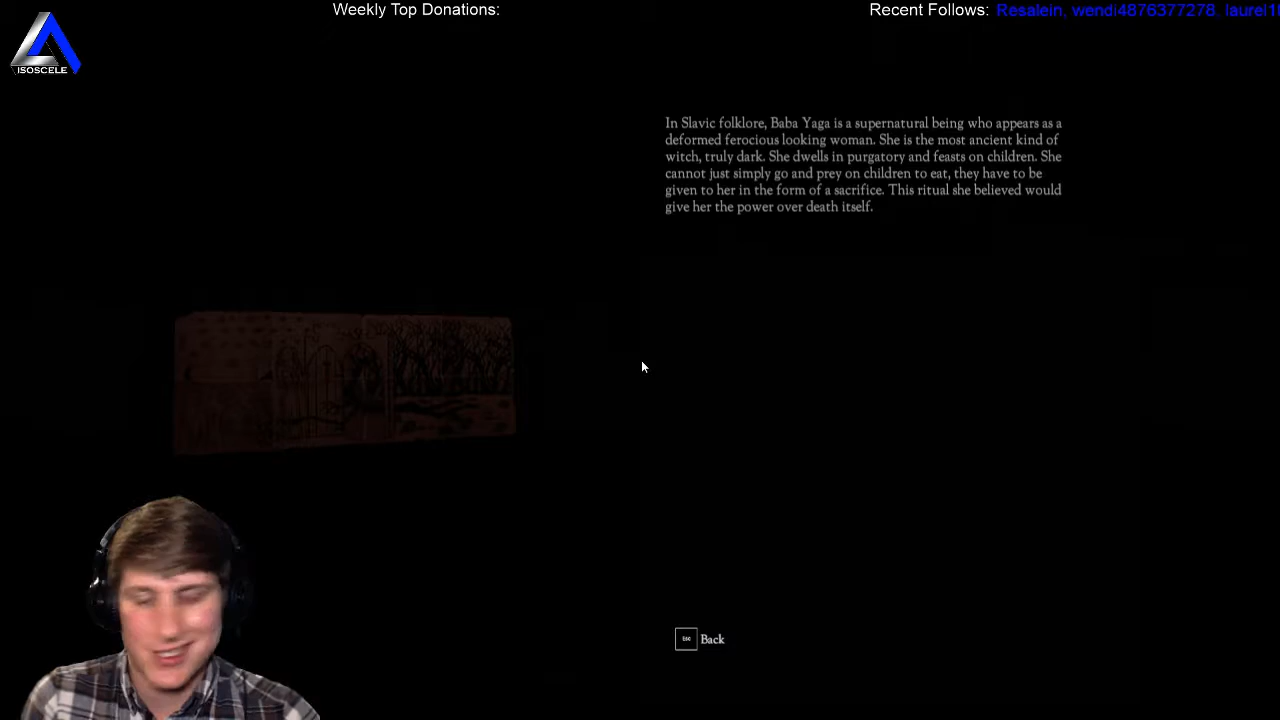 Weekly Top Donations:
Recent Follows: Resalein, wendi4876377278,
ISOSCELE
In Slavic folklore, Baba Yaga is a supernatural being who appears as a
deformed ferocious looking woman. She is the most ancient kind of
witch, truly dark. She dwells in purgatory and feasts on children. She
cannot just simply go and prey on children to eat, they have to be
given to her in the form of a sacrifice. This ritual she believed would
give her the power over death itself.
Esc Back